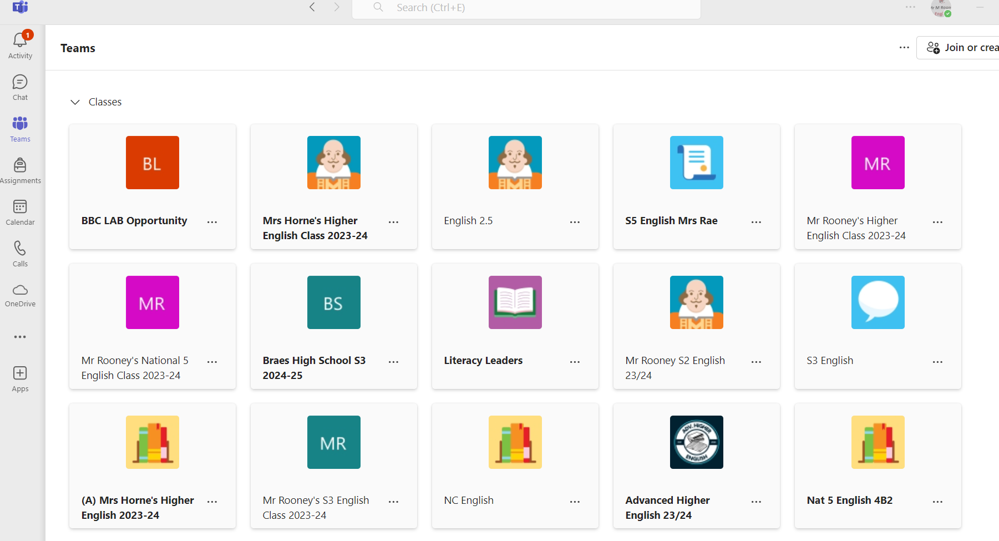 Search (Ctrl+E)
Mr M Roon
Engl
1
Activity
Chat
Teams
Assignments
Calendar
Calls
OneDrive
Apps
Teams
Join or crea
Classes
BL
BBC LAB Opportunity
Mrs Horne's Higher
English Class 2023-24
English 2.5
S5 English Mrs Rae
MR
Mr Rooney's Higher
English Class 2023-24
MR
Mr Rooney's National 5
English Class 2023-24
BS
Braes High School S3
2024-25
Literacy Leaders
Mr Rooney S2 English
23/24
S3 English
(A) Mrs Horne's Higher
English 2023-24
MR
Mr Rooney's S3 English
Class 2023-24
NC English
ADV. HIGHER
ENGLISH
Advanced Higher
English 23/24
Nat 5 English 4B2